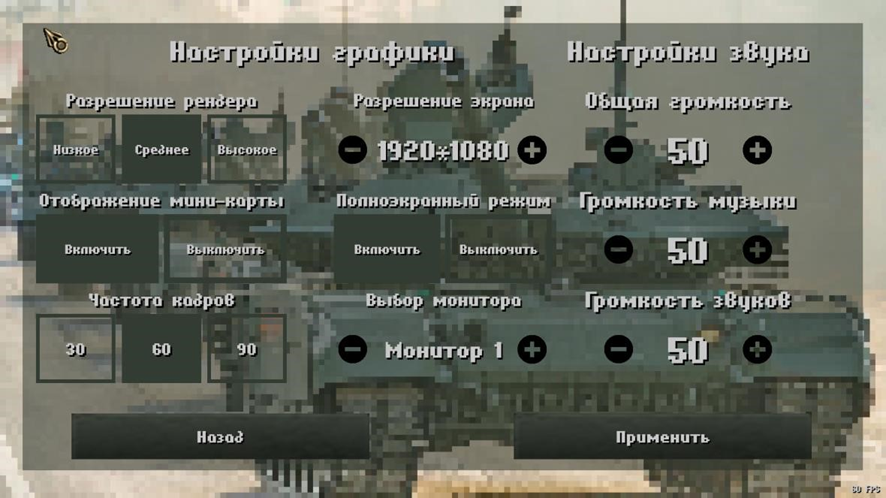 Настройки графики
Настройки звука
Разрешение рендера
Разрешение экрана
Общая громкость
Низкое
Среднее
Высокое
1920*1080
50
Отображение мини-карты
Полноэкранный режим
Громкость музыки
Включить
Выключить
Включить
Выключить
50
Частота кадров
Выбор монитора
Громкость звуков
30
60
90
Монитор 1
50
Назад
Применить
60 FPS